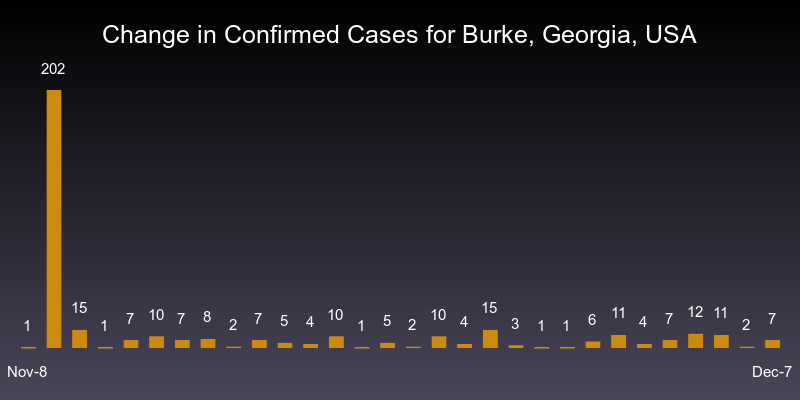 Change in Confirmed Cases for Burke, Georgia, USA
202
1 15 1 7 10 7 8 2 7 5 4 10 1 5 2 10 4 15 3 1 1 6 11 4 7 12 11 2 7
Nov-8 Dec-7